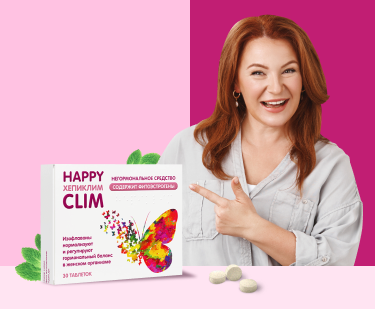 HAPPY
ХЕПИКЛИМ
CLIM
НЕГОРМОНАЛЬНОЕ СРЕДСТВО
СОДЕРЖИТ ФИТОЭСТРОГЕНЫ
Изофлавоны
нормализуют
и регулируют
гормональный баланс
в женском организме
30 ТАБЛЕТОК